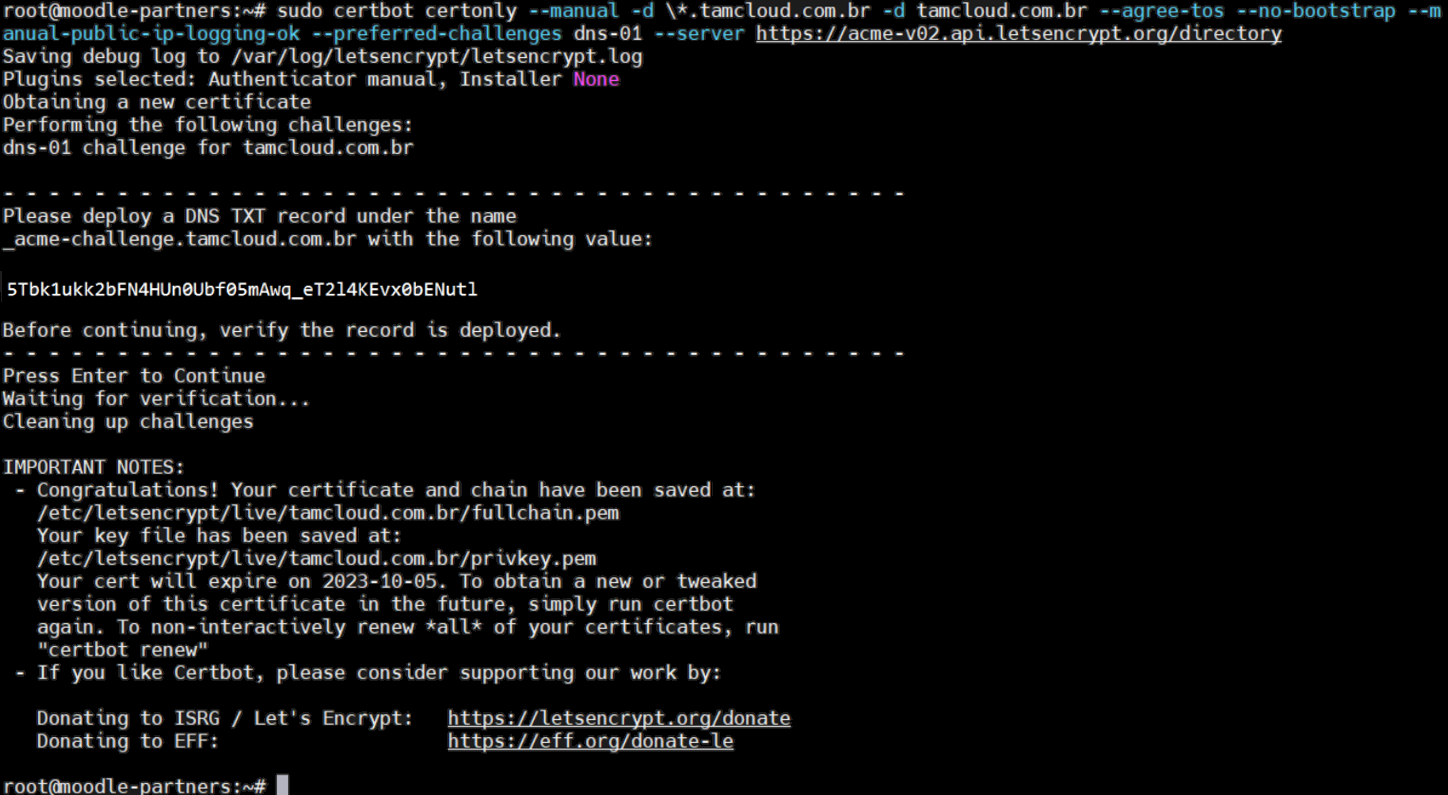 root@moodle-partners:~# sudo certbot certonly --manual -d \*.tamcloud.com.br -d tamcloud.com.br --agree-tos --no-bootstrap --m
anual-public-ip-logging-ok --preferred-challenges dns-01 --server https://acme-v02.api.letsencrypt.org/directory
Saving debug log to /var/log/letsencrypt/letsencrypt.log
Plugins selected: Authenticator manual, Installer None
Obtaining a new certificate
Performing the following challenges:
dns-01 challenge for tamcloud.com.br
- - - - - - - - - - - - - - - - - - - - - - - - - - - - - - - - - - - - - - - -
Please deploy a DNS TXT record under the name
_acme-challenge.tamcloud.com.br with the following value:
5Tbk1ukk2bFN4HUn0Ubf05mAwq_eT2l4KEvx0bENutl
Before continuing, verify the record is deployed.
- - - - - - - - - - - - - - - - - - - - - - - - - - - - - - - - - - - - - - - -
Press Enter to Continue
Waiting for verification...
Cleaning up challenges
IMPORTANT NOTES:
 - Congratulations! Your certificate and chain have been saved at:
   /etc/letsencrypt/live/tamcloud.com.br/fullchain.pem
   Your key file has been saved at:
   /etc/letsencrypt/live/tamcloud.com.br/privkey.pem
   Your cert will expire on 2023-10-05. To obtain a new or tweaked
   version of this certificate in the future, simply run certbot
   again. To non-interactively renew *all* of your certificates, run
   "certbot renew"
 - If you like Certbot, please consider supporting our work by:
   Donating to ISRG / Let's Encrypt:   https://letsencrypt.org/donate
   Donating to EFF:                    https://eff.org/donate-le
root@moodle-partners:~#